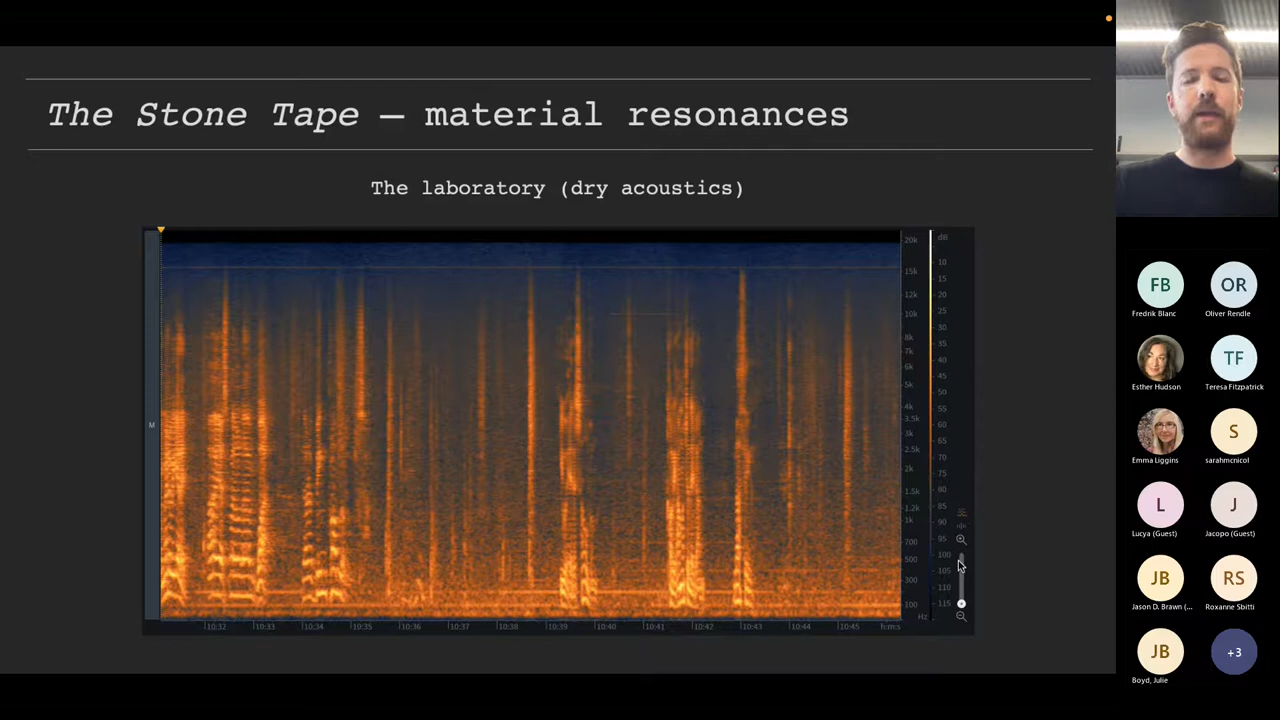 The Stone Tape — material resonances
The laboratory (dry acoustics)
M
20k
15k
12k
10k
8k
7k
6k
5k
4k
3.5k
3k
2.5k
2k
1.5k
1.2k
1k
700
500
300
100
Hz
dB
10
15
20
25
30
35
40
45
50
55
60
65
70
75
80
85
90
95
100
105
110
115
10:32 10:33 10:34 10:35 10:36 10:37 10:38 10:39 10:40 10:41 10:42 10:43 10:44 10:45 h:m:s
FB OR
Fredrik Blanc Oliver Rendle
TF
Esther Hudson Teresa Fitzpatrick
S
Emma Liggins sarahmcnicol
L J
Lucya (Guest) Jacopo (Guest)
JB RS
Jason D. Brawn (... Roxanne Sbitti
JB +3
Boyd, Julie